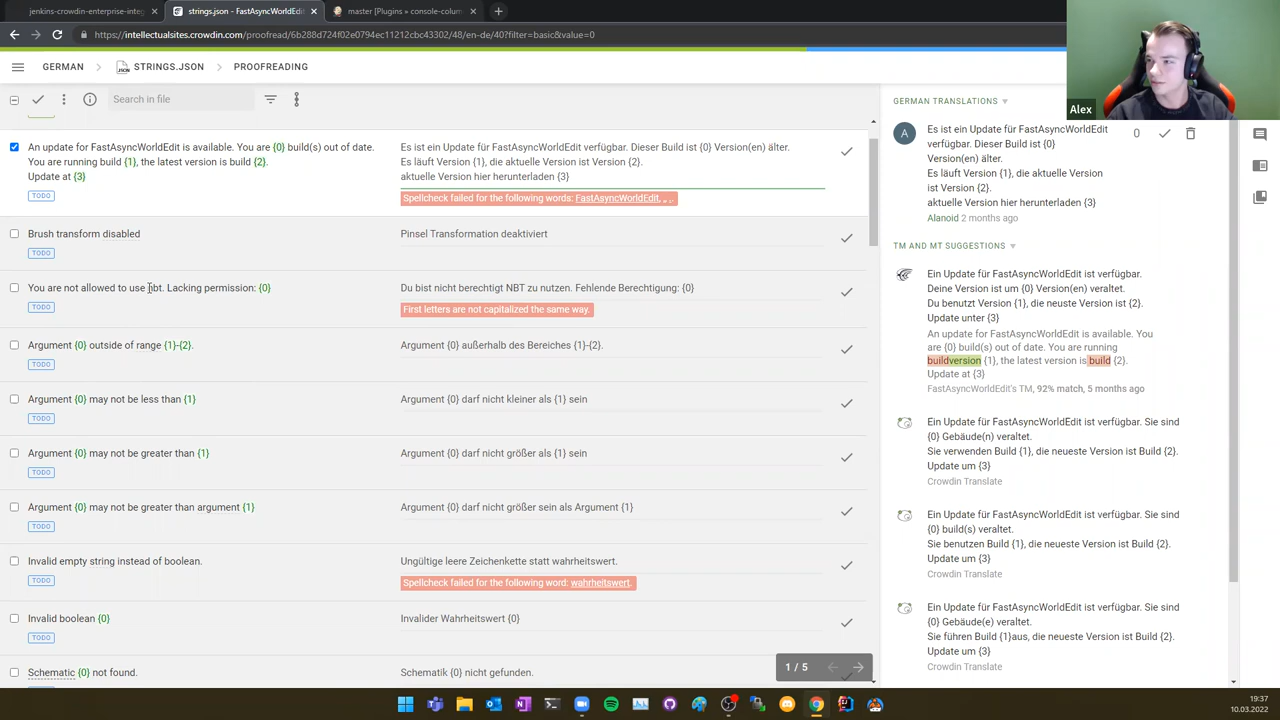 jenkins-crowdin-enterprise-integ
strings.json - FastAsyncWorldEdit
master [Plugins » console-colum
https://intellectualsites.crowdin.com/proofread/6b288d724f02e0794ec11212cbc43302/48/en-de/40?filter=basic&value=0
GERMAN > STRINGS.JSON > PROOFREADING
Search in file
An update for FastAsyncWorldEdit is available. You are {0} build(s) out of date.
You are running build {1}, the latest version is build {2}.
Update at {3}
TODO
Es ist ein Update für FastAsyncWorldEdit verfügbar. Dieser Build ist {0} Version(en) älter.
Es läuft Version {1}, die aktuelle Version ist Version {2}.
aktuelle Version hier herunterladen {3}
Spellcheck failed for the following words: FastAsyncWorldEdit, „ ,.
Brush transform disabled
TODO
Pinsel Transformation deaktiviert
You are not allowed to use nbt. Lacking permission: {0}
TODO
Du bist nicht berechtigt NBT zu nutzen. Fehlende Berechtigung: {0}
First letters are not capitalized the same way.
Argument {0} outside of range {1}-{2}.
TODO
Argument {0} außerhalb des Bereiches {1}-{2}.
Argument {0} may not be less than {1}
TODO
Argument {0} darf nicht kleiner als {1} sein
Argument {0} may not be greater than {1}
TODO
Argument {0} darf nicht größer als {1} sein
Argument {0} may not be greater than argument {1}
TODO
Argument {0} darf nicht größer sein als Argument {1}
Invalid empty string instead of boolean.
TODO
Ungültige leere Zeichenkette statt wahrheitswert.
Spellcheck failed for the following word: wahrheitswert.
Invalid boolean {0}
TODO
Invalider Wahrheitswert {0}
Schematic {0} not found.
Schematik {0} nicht gefunden.
1 / 5
GERMAN TRANSLATIONS
A
Es ist ein Update für FastAsyncWorldEdit
verfügbar. Dieser Build ist {0}
Version(en) älter.
Es läuft Version {1}, die aktuelle Version
ist Version {2}.
aktuelle Version hier herunterladen {3}
Alanoid 2 months ago
0
TM AND MT SUGGESTIONS
Ein Update für FastAsyncWorldEdit ist verfügbar.
Deine Version ist um {0} Version(en) veraltet.
Du benutzt Version {1}, die neuste Version ist {2}.
Update unter {3}
An update for FastAsyncWorldEdit is available. You
are {0} build(s) out of date. You are running
buildversion {1}, the latest version is build {2}.
Update at {3}
FastAsyncWorldEdit's TM, 92% match, 5 months ago
Ein Update für FastAsyncWorldEdit ist verfügbar. Sie sind
{0} Gebäude(n) veraltet.
Sie verwenden Build {1}, die neueste Version ist Build {2}.
Update um {3}
Crowdin Translate
Ein Update für FastAsyncWorldEdit ist verfügbar. Sie sind
{0} build(s) veraltet.
Sie benutzen Build {1}, die neueste Version ist Build {2}.
Update um {3}
Crowdin Translate
Ein Update für FastAsyncWorldEdit ist verfügbar. Sie sind
{0} Gebäude(e) veraltet.
Sie führen Build {1}aus, die neueste Version ist Build {2}.
Update um {3}
Crowdin Translate
Alex
19:37
10.03.2022